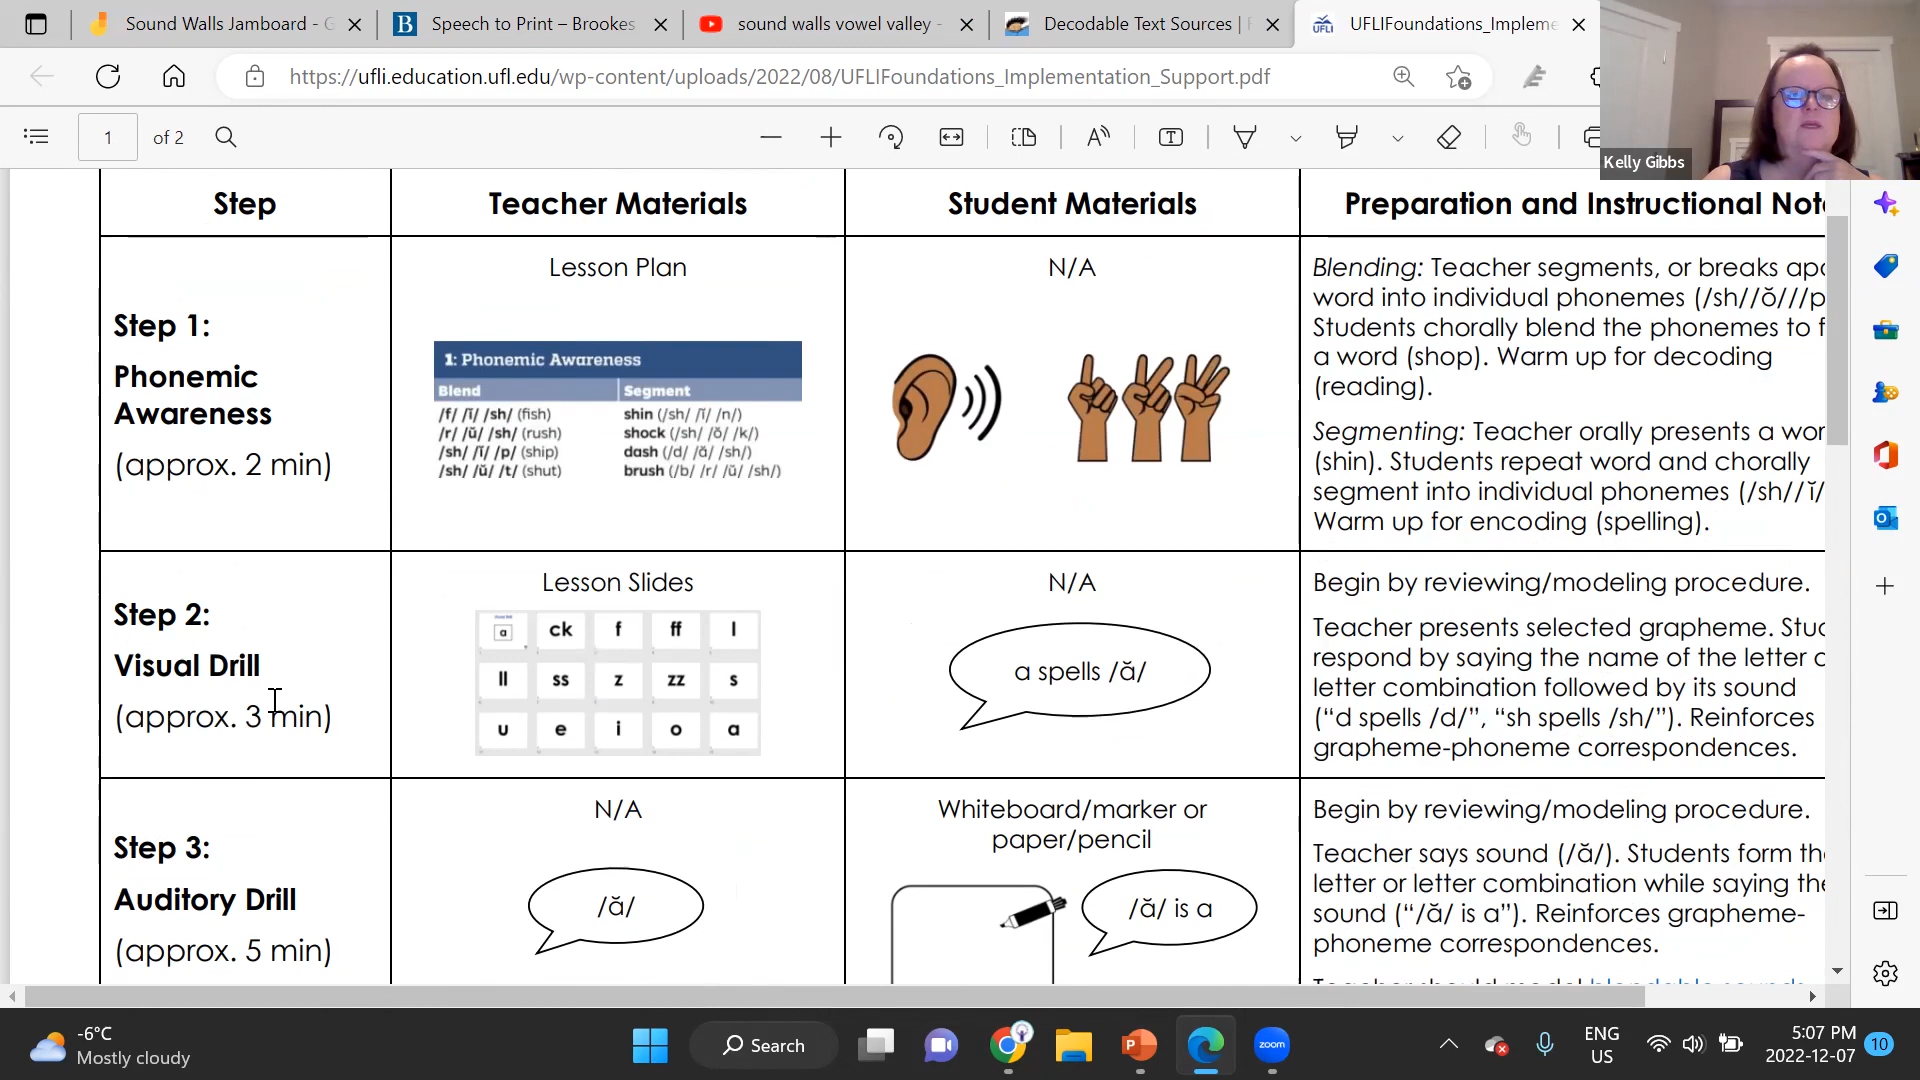 Sound Walls Jamboard - G
Speech to Print – Brookes
sound walls vowel valley -
Decodable Text Sources |
UFLIFoundations_Impleme
https://ufli.education.ufl.edu/wp-content/uploads/2022/08/UFLIFoundations_Implementation_Support.pdf
1 of 2
Kelly Gibbs
Step
Teacher Materials
Student Materials
Preparation and Instructional Note
Step 1:
Phonemic
Awareness
(approx. 2 min)
Lesson Plan
1: Phonemic Awareness
Blend Segment
/f/ /ĭ/ /sh/ (fish) shin (/sh/ /ĭ/ /n/)
/r/ /ŭ/ /sh/ (rush) shock (/sh/ /ŏ/ /k/)
/sh/ /ĭ/ /p/ (ship) dash (/d/ /ă/ /sh/)
/sh/ /ŭ/ /t/ (shut) brush (/b/ /r/ /ŭ/ /sh/)
N/A
Blending: Teacher segments, or breaks apa
word into individual phonemes (/sh//ŏ///p
Students chorally blend the phonemes to f
a word (shop). Warm up for decoding
(reading).
Segmenting: Teacher orally presents a wor
(shin). Students repeat word and chorally
segment into individual phonemes (/sh//ĭ/
Warm up for encoding (spelling).
Step 2:
Visual Drill
(approx. 3 min)
Lesson Slides
a ck f ff l
ll ss z zz s
u e i o a
N/A
a spells /ă/
Begin by reviewing/modeling procedure.
Teacher presents selected grapheme. Stud
respond by saying the name of the letter o
letter combination followed by its sound
(“d spells /d/”, “sh spells /sh/”). Reinforces
grapheme-phoneme correspondences.
Step 3:
Auditory Drill
(approx. 5 min)
N/A
/ă/
Whiteboard/marker or
paper/pencil
/ă/ is a
Begin by reviewing/modeling procedure.
Teacher says sound (/ă/). Students form the
letter or letter combination while saying the
sound (“/ă/ is a”). Reinforces grapheme-
phoneme correspondences.
Teacher should model blendable sounds
-6°C
Mostly cloudy
Search
zoom
ENG
US
5:07 PM
2022-12-07
10